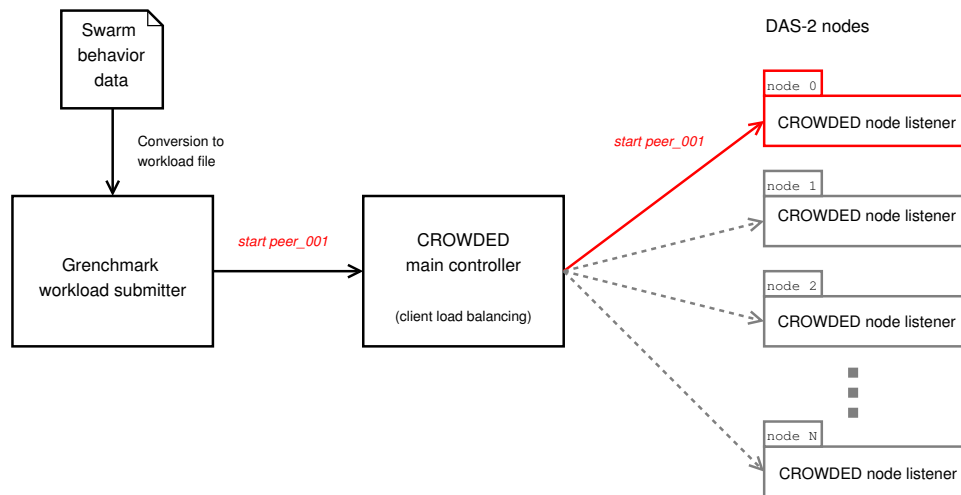 Swarm
behavior
data
Conversion to
workload file
Grenchmark
workload submitter
start peer_001
CROWDED
main controller
(client load balancing)
start peer_001
DAS-2 nodes
node 0
CROWDED node listener
node 1
CROWDED node listener
node 2
CROWDED node listener
node N
CROWDED node listener